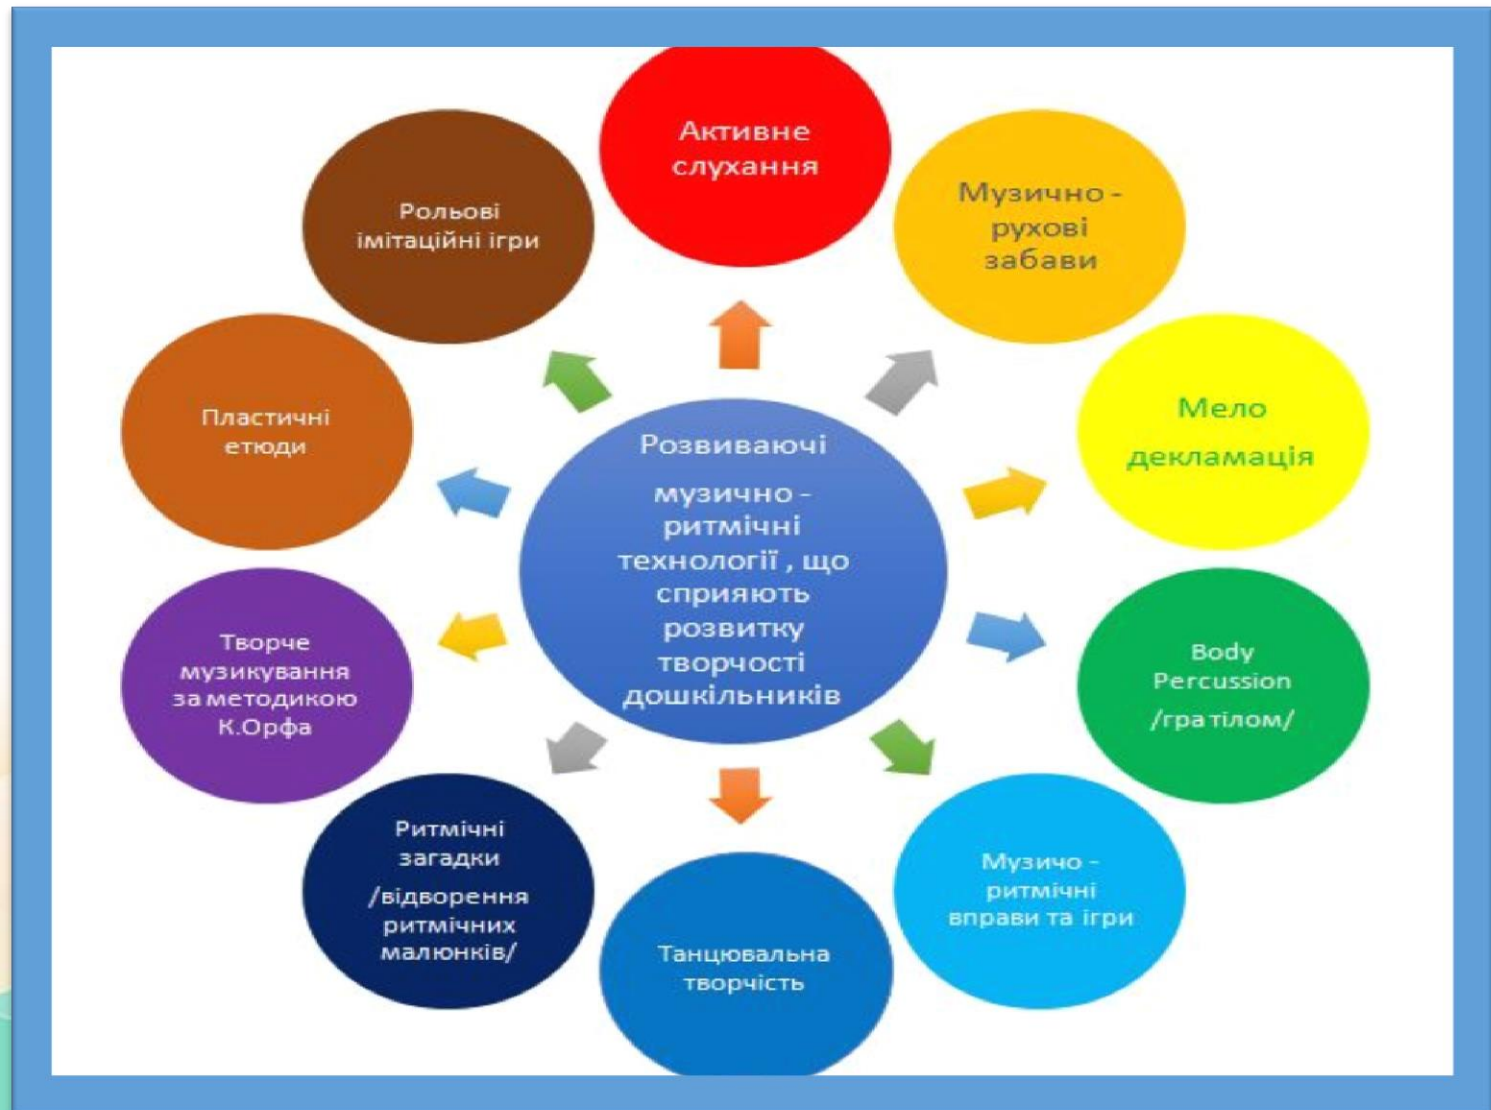 Активне
слухання
Музично -
рухові
забави
Мело
декламація
Body
Percussion
/гра тілом/
Музичо -
ритмічні
вправи та ігри
Танцювальна
творчість
Ритмічні
загадки
/відворення
ритмічних
малюнків/
Творче
музикування
за методикою
К.Орфа
Пластичні
етюди
Рольові
імітаційні ігри
Розвиваючі
музично -
ритмічні
технології , що
сприяють
розвитку
творчості
дошкільників